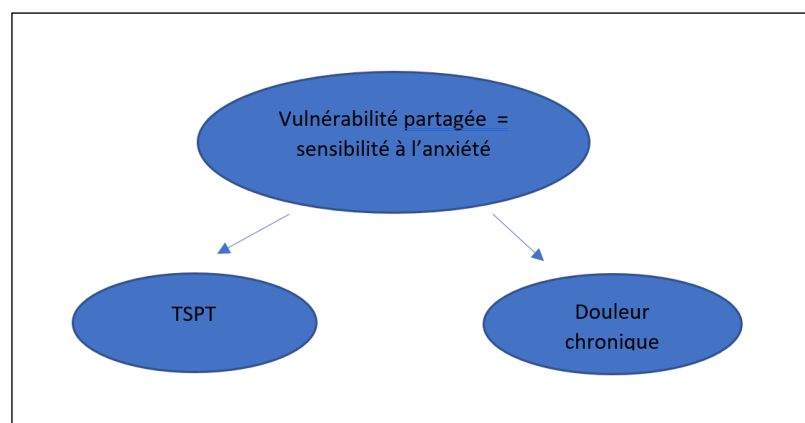 Vulnérabilité partagée =
sensibilité à l'anxiété
TSPT
Douleur
chronique